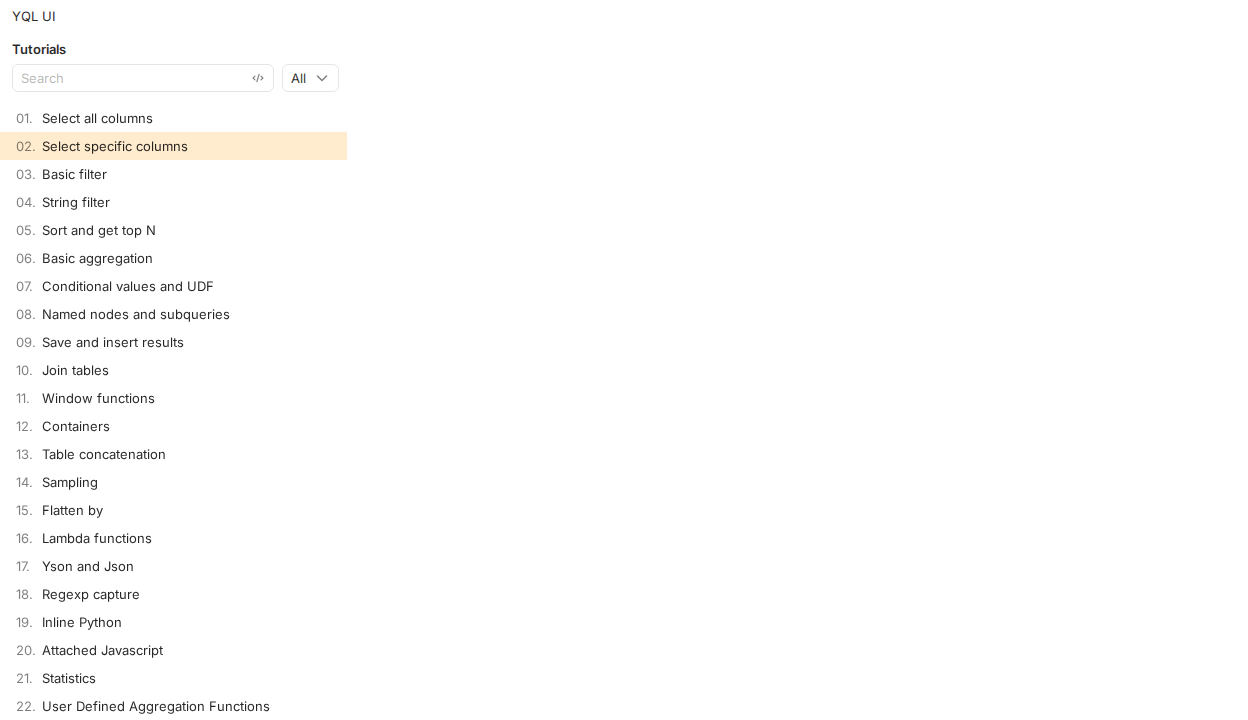 YQL UI
Tutorials
Search </> All
01. Select all columns
02. Select specific columns
03. Basic filter
04. String filter
05. Sort and get top N
06. Basic aggregation
07. Conditional values and UDF
08. Named nodes and subqueries
09. Save and insert results
10. Join tables
11. Window functions
12. Containers
13. Table concatenation
14. Sampling
15. Flatten by
16. Lambda functions
17. Yson and Json
18. Regexp capture
19. Inline Python
20. Attached Javascript
21. Statistics
22. User Defined Aggregation Functions